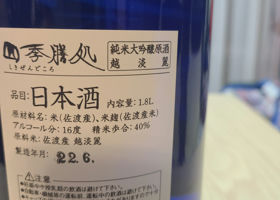 季膳処
しきぜんどころ
純米大吟醸原酒
越淡麗
品目:日本酒 内容量:1.8L
原材料名:米(佐渡産)、米麹(佐渡産米)
アルコール分:16度 精米歩合:40%
原料米:佐渡産 越淡麗
製造年月:22.6.
⚠注意